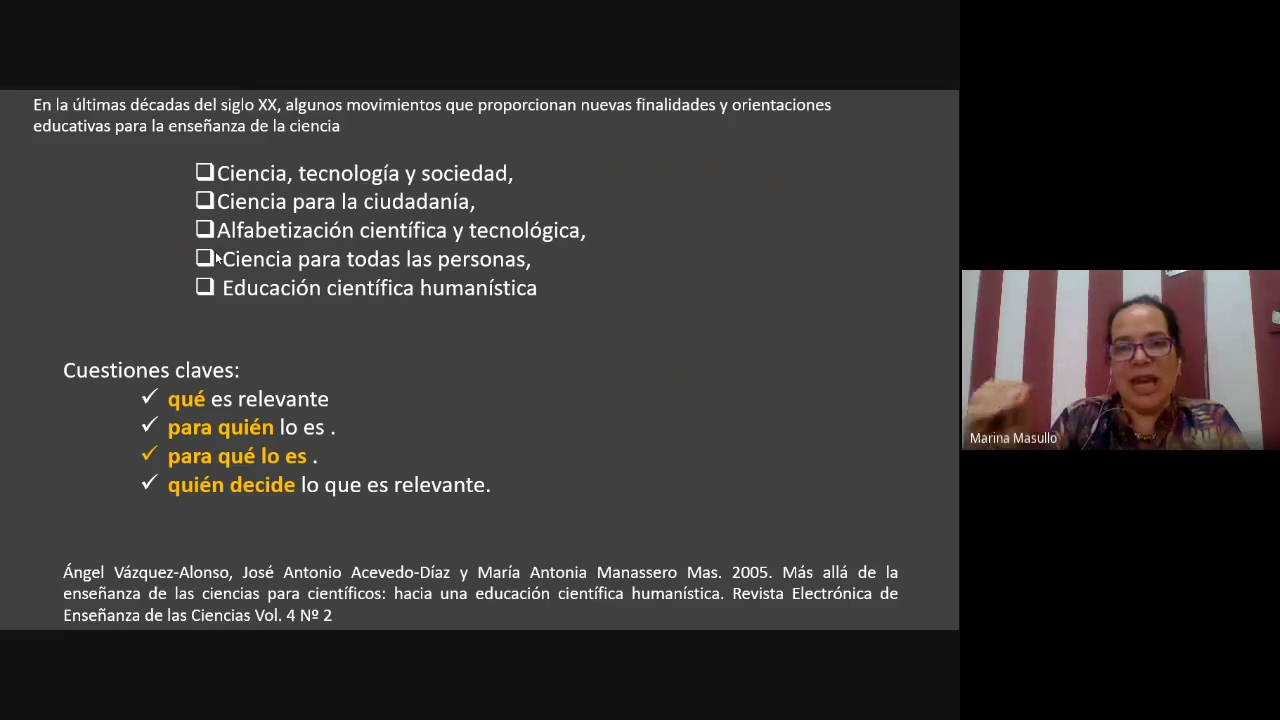 En la últimas décadas del siglo XX, algunos movimientos que proporcionan nuevas finalidades y orientaciones
educativas para la enseñanza de la ciencia
❑Ciencia, tecnología y sociedad,
❑Ciencia para la ciudadanía,
❑Alfabetización científica y tecnológica,
❑ Ciencia para todas las personas,
❑ Educación científica humanística
Cuestiones claves:
✓ qué es relevante
✓ para quién lo es .
✓ para qué lo es .
✓ quién decide lo que es relevante.
Ángel Vázquez-Alonso, José Antonio Acevedo-Díaz y María Antonia Manassero Mas. 2005. Más allá de la
enseñanza de las ciencias para científicos: hacia una educación científica humanística. Revista Electrónica de
Enseñanza de las Ciencias Vol. 4 Nº 2
Marina Masullo